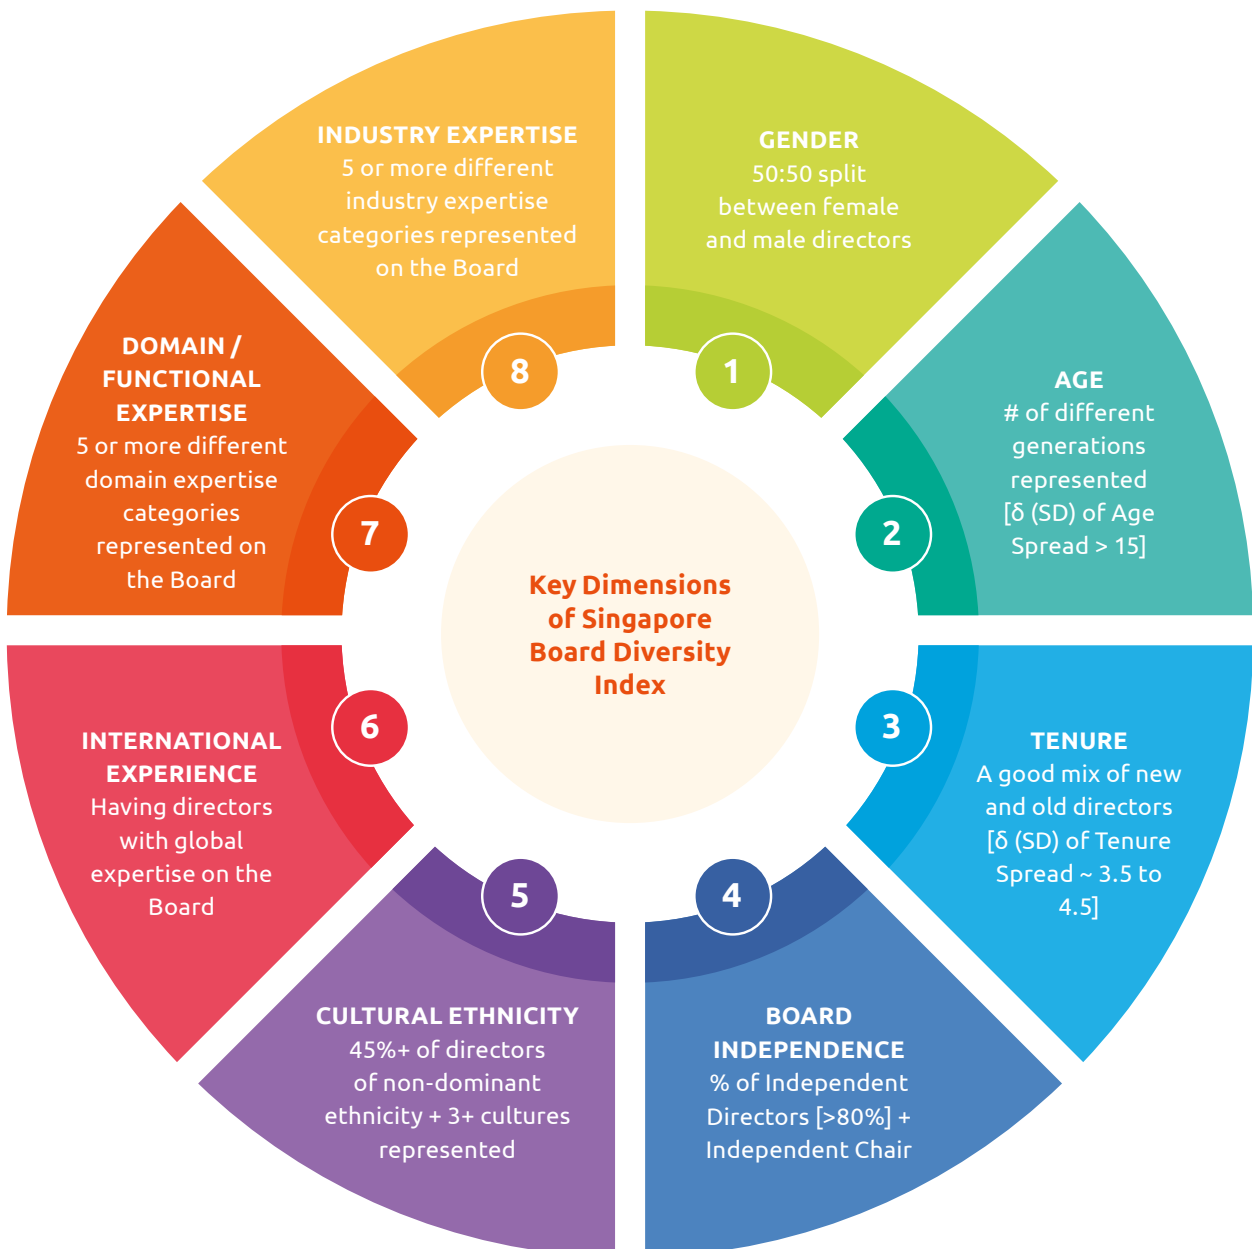 Key Dimensions
of Singapore
Board Diversity
Index
1
GENDER
50:50 split
between female
and male directors
2
AGE
# of different
generations
represented
[δ (SD) of Age
Spread > 15]
3
TENURE
A good mix of new
and old directors
[δ (SD) of Tenure
Spread ~ 3.5 to
4.5]
4
BOARD
INDEPENDENCE
% of Independent
Directors [>80%] +
Independent Chair
5
CULTURAL ETHNICITY
45%+ of directors
of non-dominant
ethnicity + 3+ cultures
represented
6
INTERNATIONAL
EXPERIENCE
Having directors
with global
expertise on the
Board
7
DOMAIN /
FUNCTIONAL
EXPERTISE
5 or more different
domain expertise
categories
represented on
the Board
8
INDUSTRY EXPERTISE
5 or more different
industry expertise
categories represented
on the Board